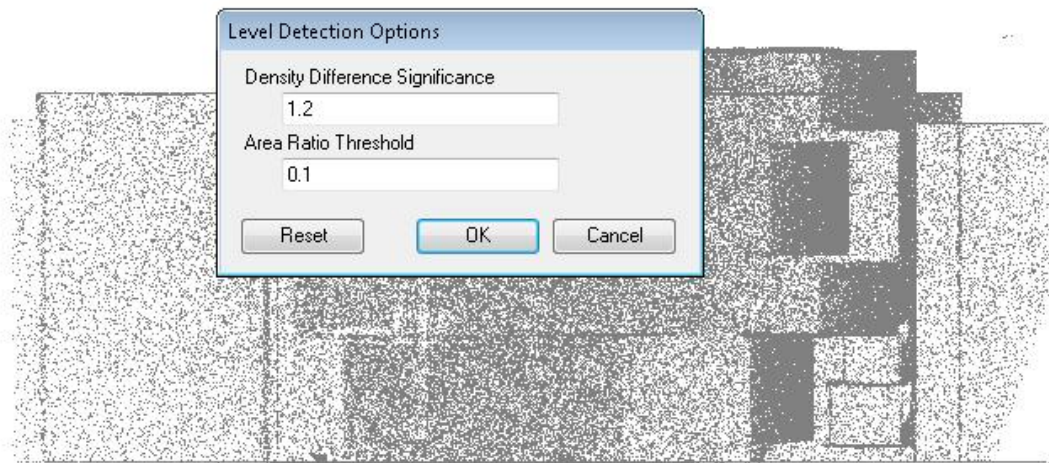 Level Detection Options
Density Difference Significance
1.2
Area Ratio Threshold
0.1
Reset OK Cancel